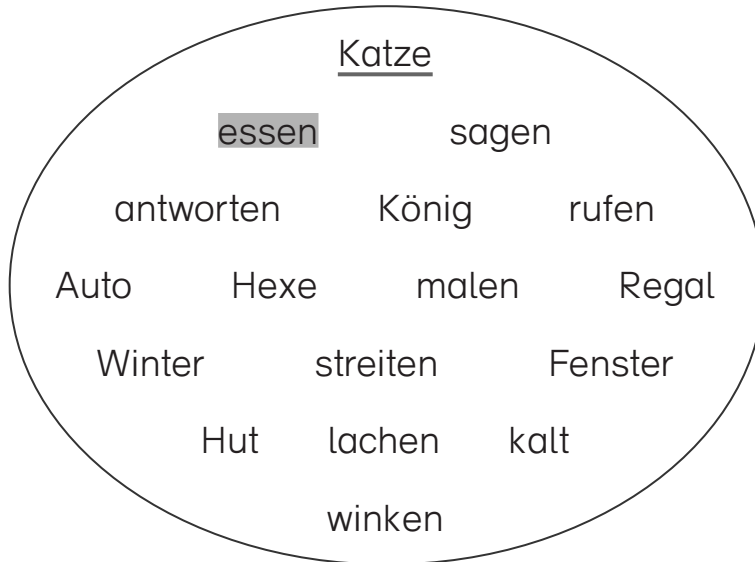 Katze
essen sagen
antworten König rufen
Auto Hexe malen Regal
Winter streiten Fenster
Hut lachen kalt
winken